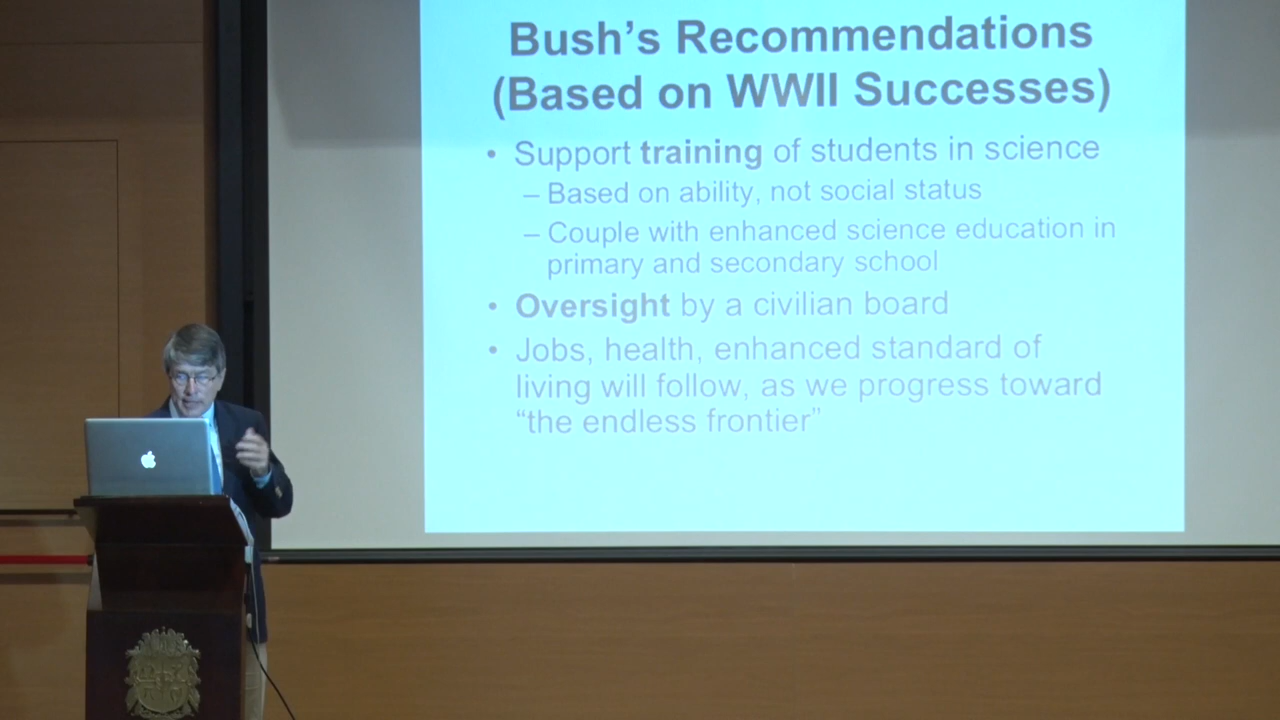 Bush's Recommendations
(Based on WWII Successes)
• Support training of students in science
– Based on ability, not social status
– Couple with enhanced science education in
primary and secondary school
• Oversight by a civilian board
• Jobs, health, enhanced standard of
living will follow, as we progress toward
“the endless frontier”